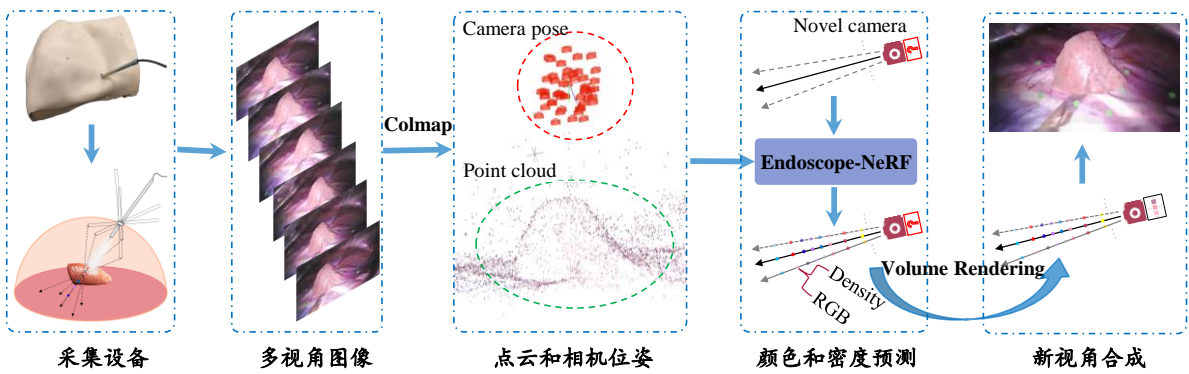 Camera pose
Novel camera
Colmap
Endoscope-NeRF
Point cloud
Volume Rendering
Density
RGB
?
?
采集设备
多视角图像
点云和相机位姿
颜色和密度预测
新视角合成